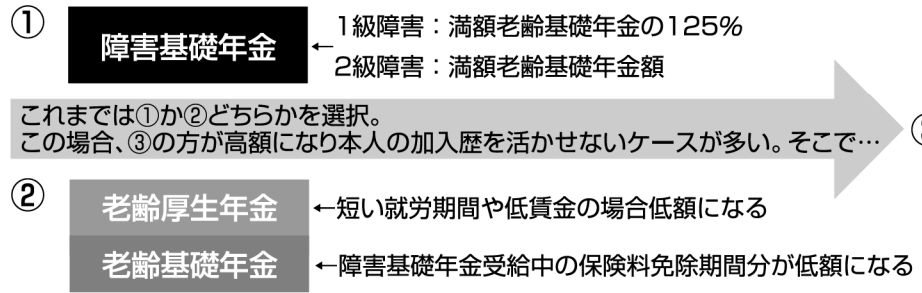 ①
障害基礎年金
←1級障害：満額老齢基礎年金の125%
2級障害：満額老齢基礎年金額
これまでは①か②どちらかを選択。
この場合、③の方が高額になり本人の加入歴を活かせないケースが多い。そこで…
②
老齢厚生年金
←短い就労期間や低賃金の場合低額になる
老齢基礎年金
←障害基礎年金受給中の保険料免除期間分が低額になる